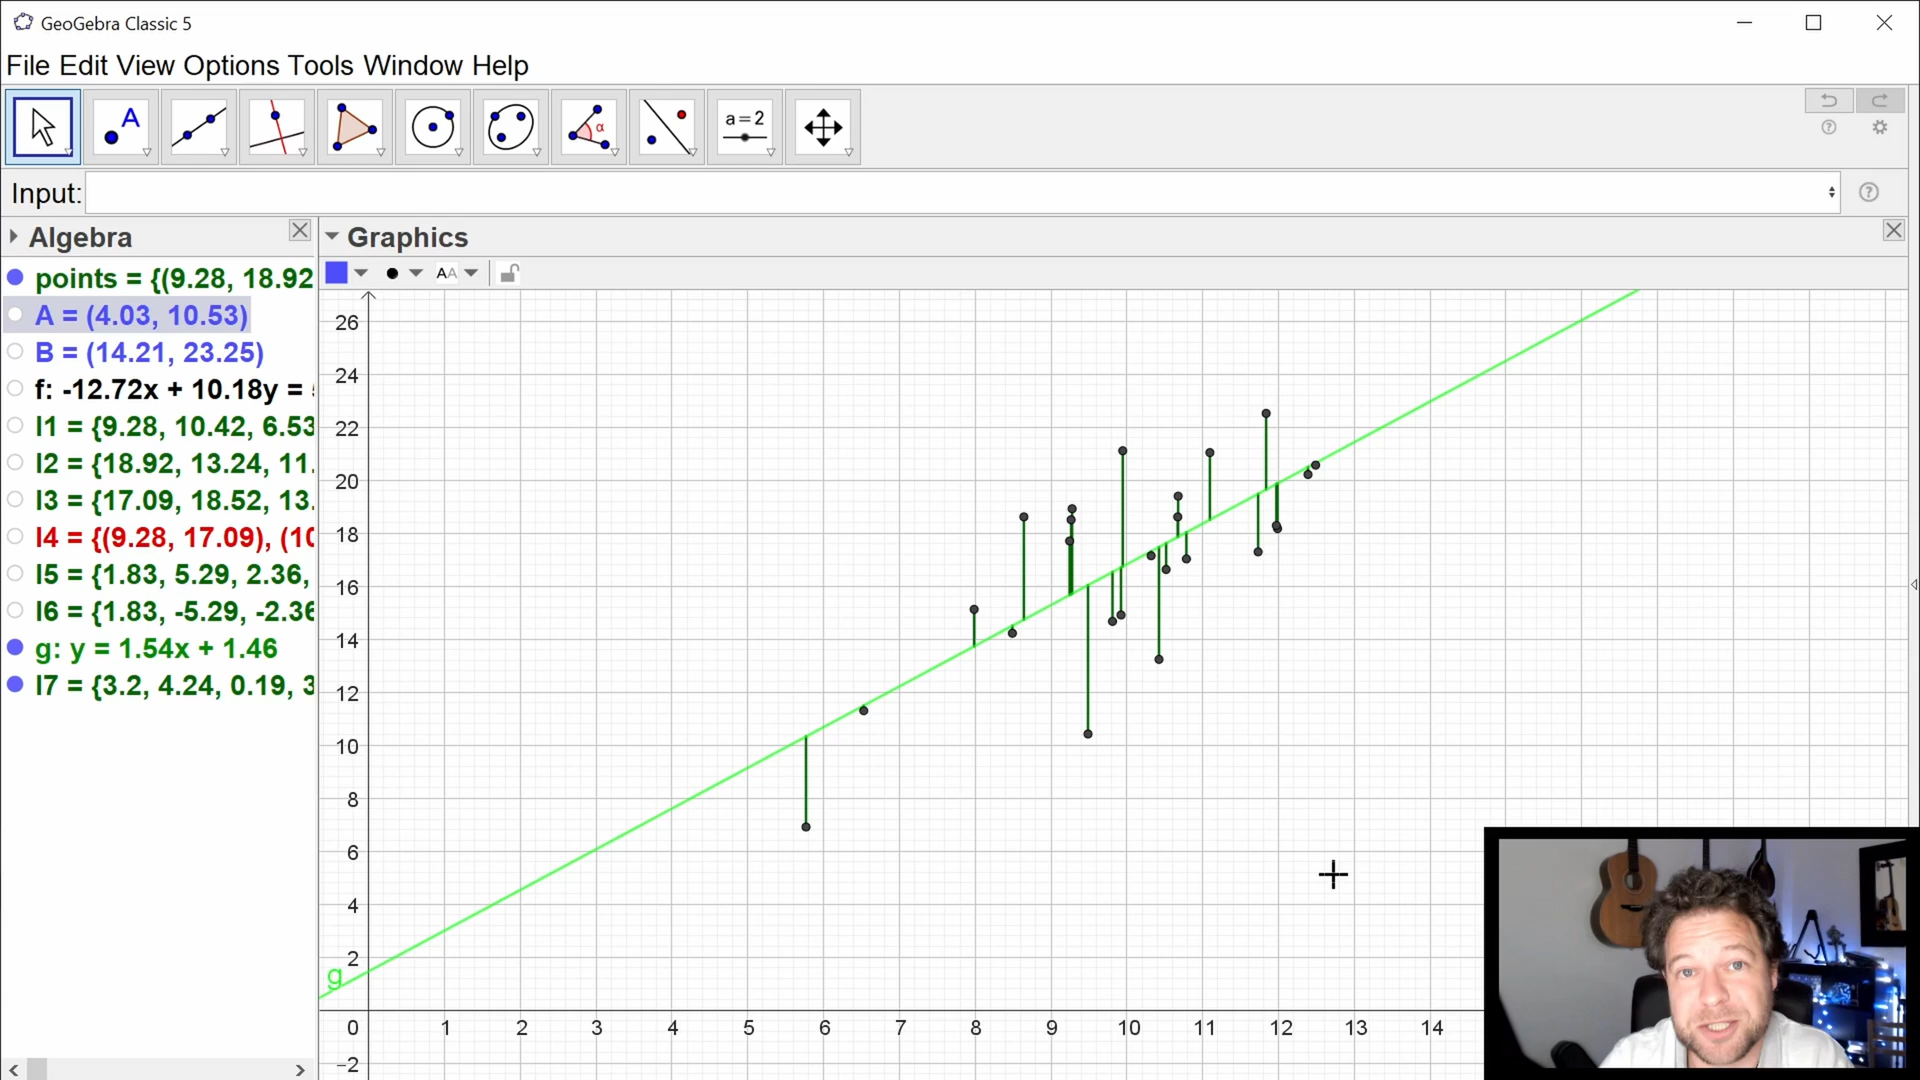 GeoGebra Classic 5
File Edit View Options Tools Window Help
A
α
a = 2
Input:
Algebra
Graphics
AA
points = {(9.28, 18.92
A = (4.03, 10.53)
B = (14.21, 23.25)
f: -12.72x + 10.18y =
l1 = {9.28, 10.42, 6.53
l2 = {18.92, 13.24, 11.
l3 = {17.09, 18.52, 13.
l4 = {(9.28, 17.09), (10
l5 = {1.83, 5.29, 2.36,
l6 = {1.83, -5.29, -2.36
g: y = 1.54x + 1.46
l7 = {3.2, 4.24, 0.19, 3
26
24
22
20
18
16
14
12
10
8
6
4
2
g
0 1 2 3 4 5 6 7 8 9 10 11 12 13 14
−2